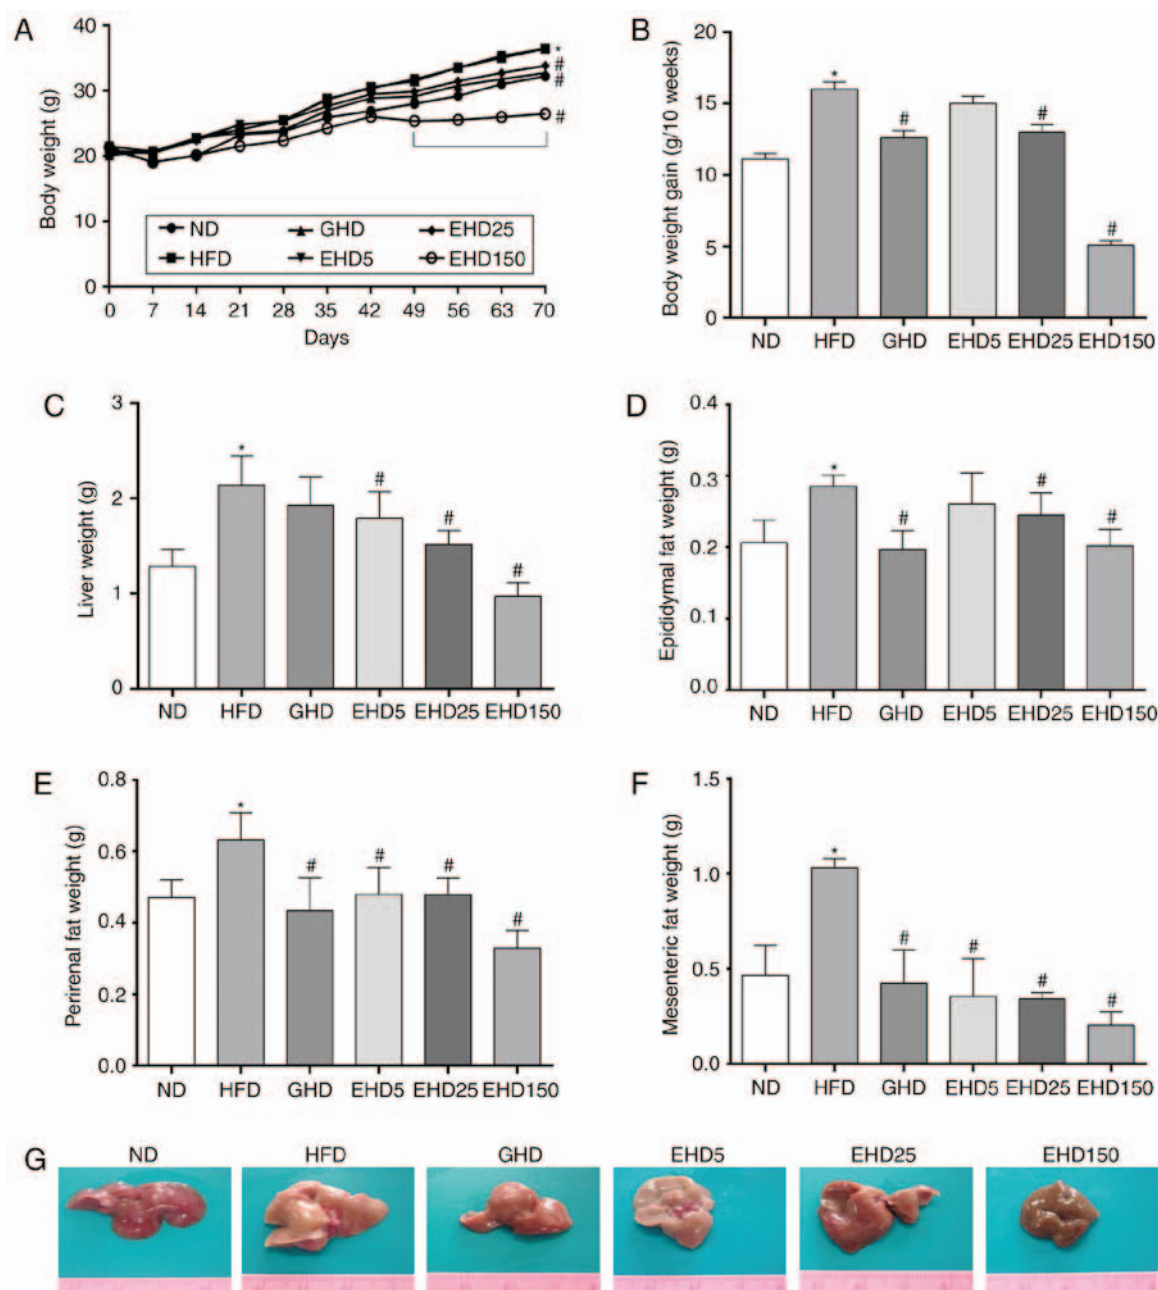 A
Body weight (g)
40
30
20
10
0
*
#
#
#
ND
GHD
EHD25
HFD
EHD5
EHD150
0 7 14 21 28 35 42 49 56 63 70
Days
B
Body weight gain (g/10 weeks)
20
15
10
5
0
*
#
#
#
ND HFD GHD EHD5 EHD25 EHD150
C
Liver weight (g)
3
2
1
0
*
#
#
#
ND HFD GHD EHD5 EHD25 EHD150
D
Epididymal fat weight (g)
0.4
0.3
0.2
0.1
0.0
*
#
#
#
ND HFD GHD EHD5 EHD25 EHD150
E
Perirenal fat weight (g)
0.8
0.6
0.4
0.2
0.0
*
#
#
#
#
ND HFD GHD EHD5 EHD25 EHD150
F
Mesenteric fat weight (g)
1.5
1.0
0.5
0.0
*
#
#
#
#
ND HFD GHD EHD5 EHD25 EHD150
G
ND HFD GHD EHD5 EHD25 EHD150